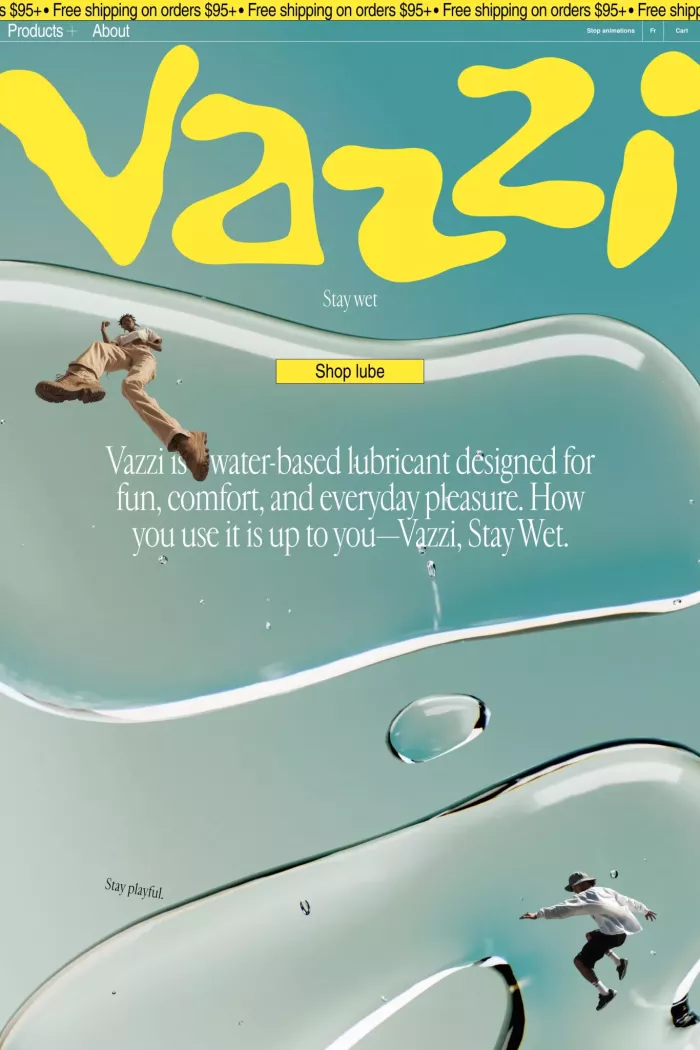 s $95+ • Free shipping on orders $95+ • Free shipping on orders $95+ • Free shipping on orders $95+ • Free shipp
Products + About Stop animations Fr Cart
Vazzi
Stay wet
Shop lube
Vazzi is water-based lubricant designed for
fun, comfort, and everyday pleasure. How
you use it is up to you—Vazzi, Stay Wet.
Stay playful.